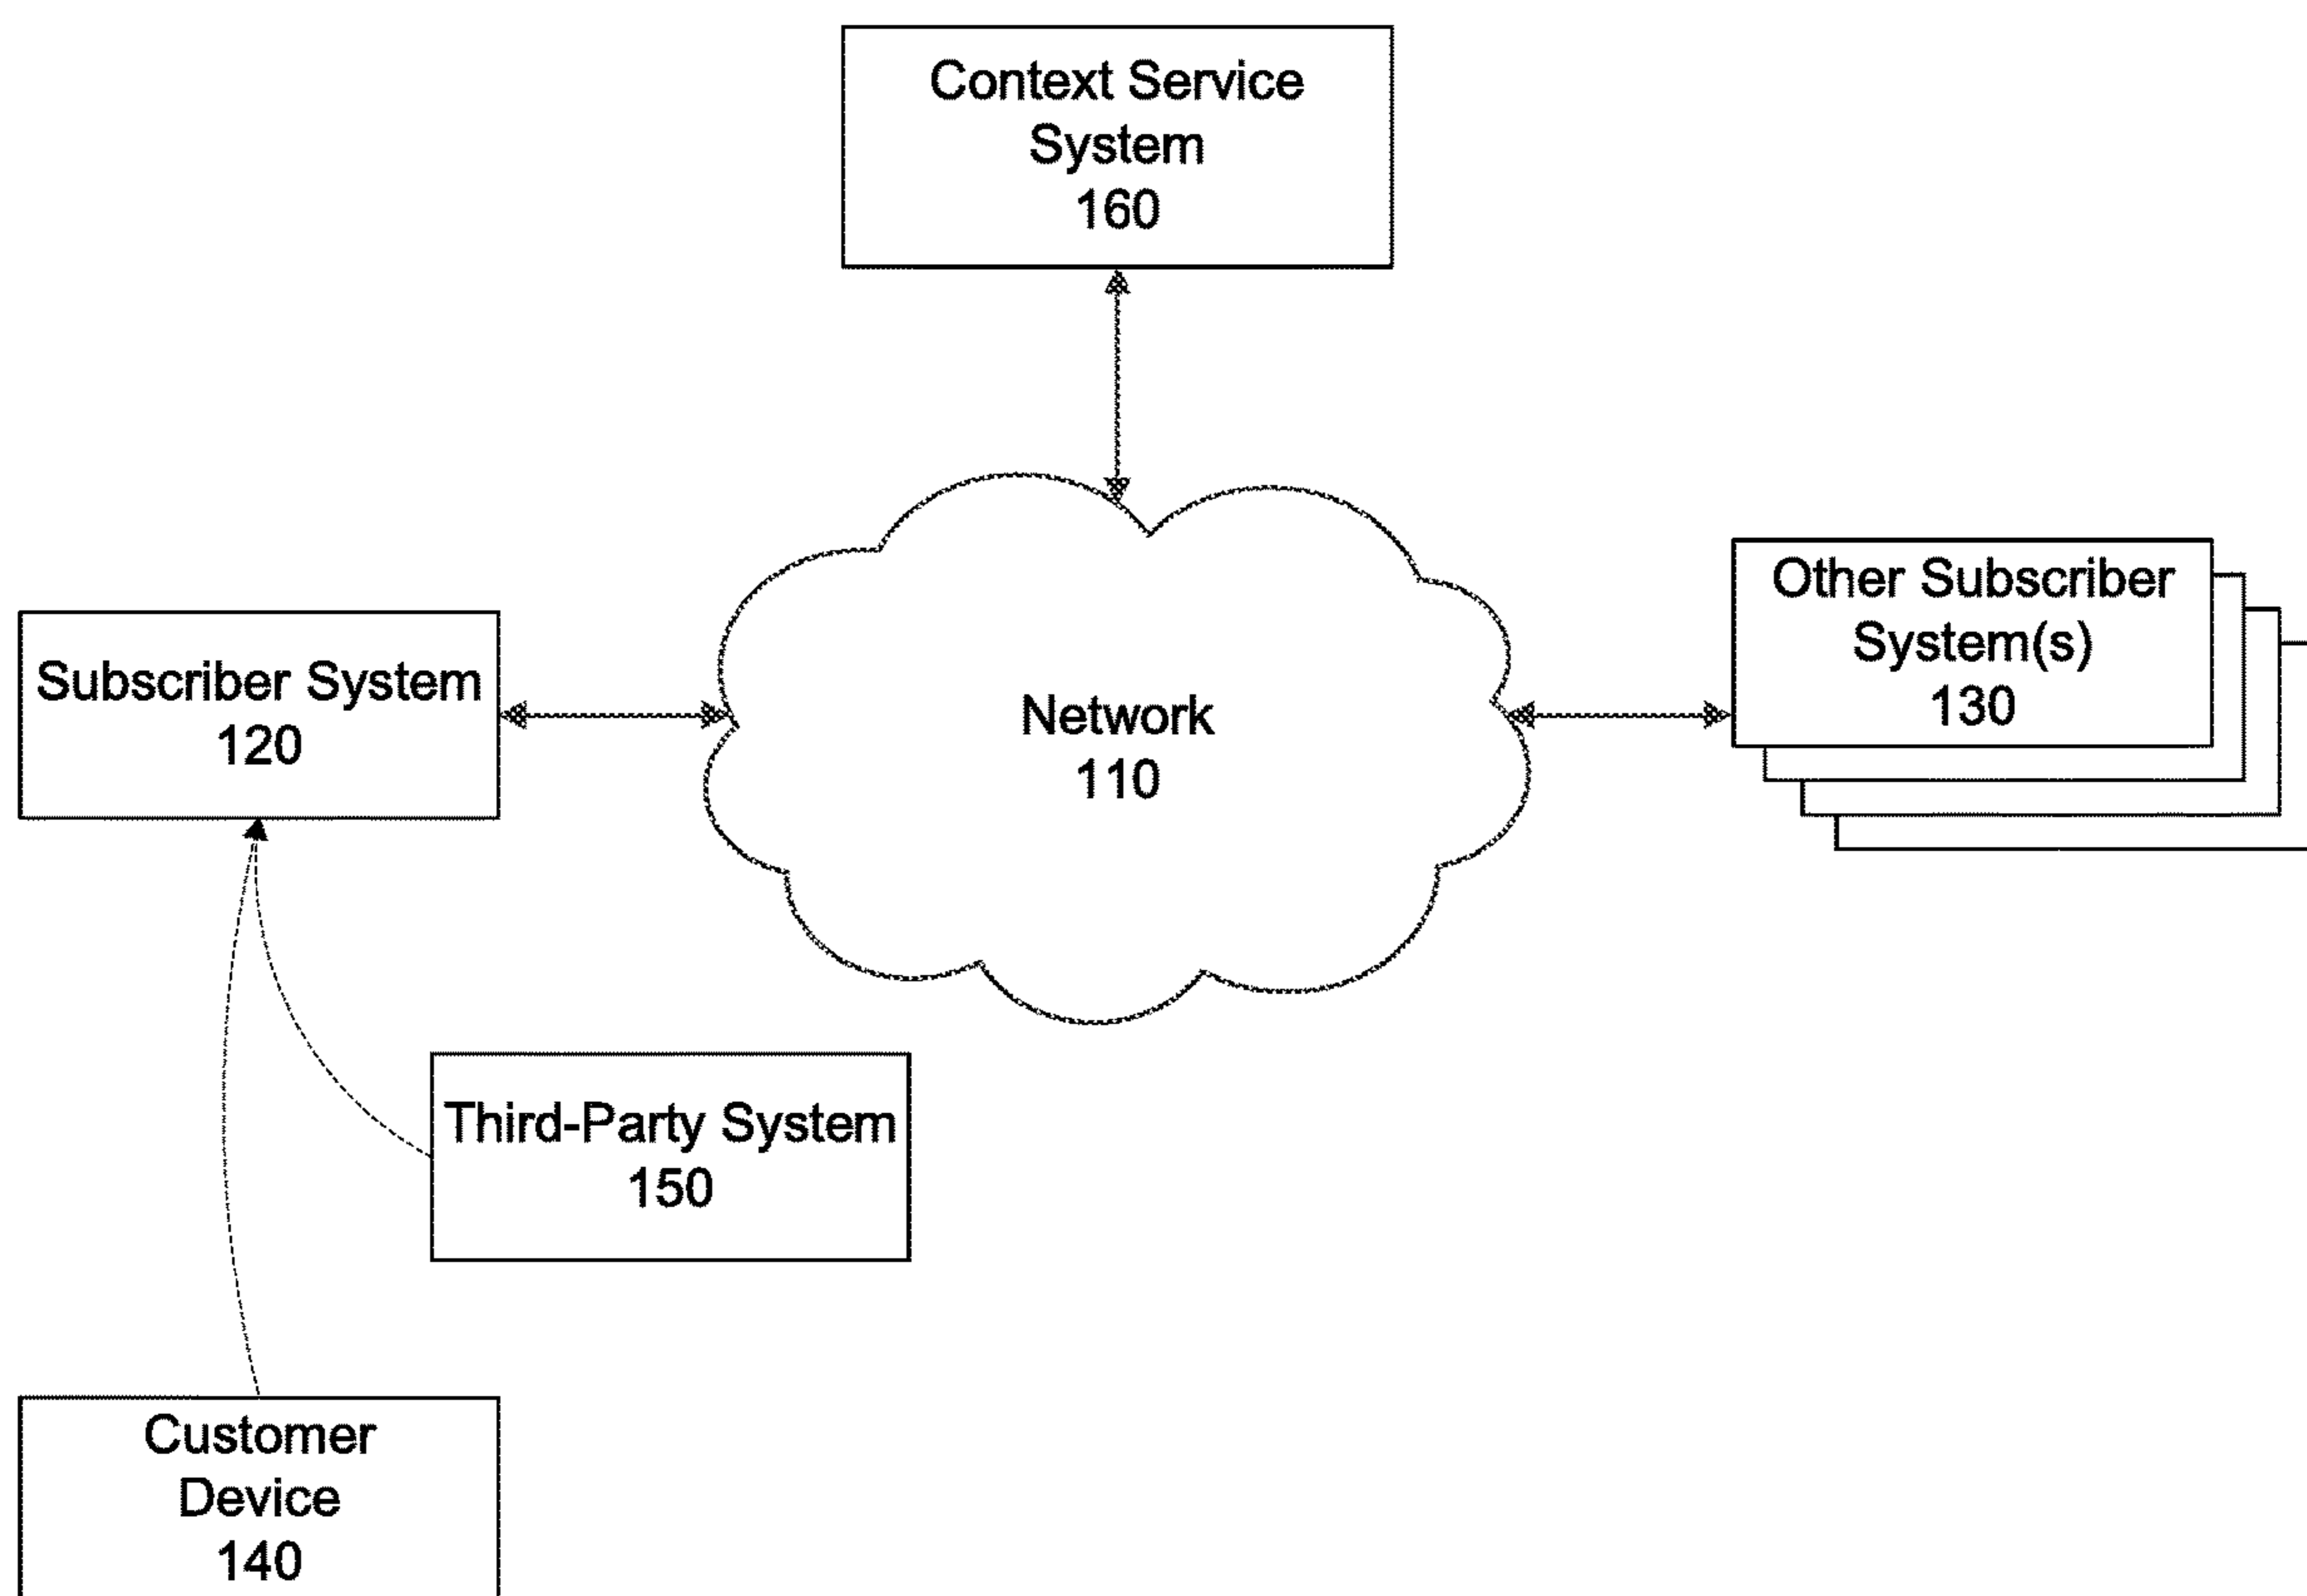 Context Service
System
160
Other Subscriber
System(s)
130
Subscriber System
120
Network
110
Third-Party System
150
Customer
Device
140